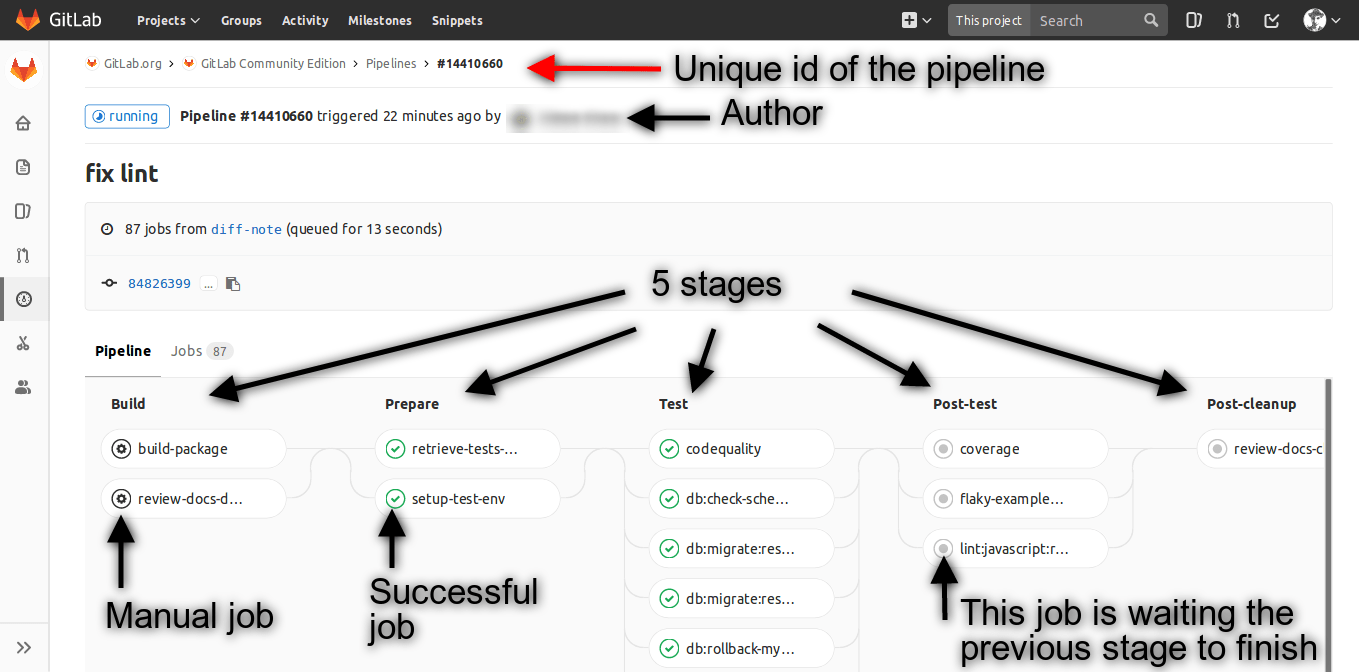 GitLab Projects Groups Activity Milestones Snippets This project Search
GitLab.org › GitLab Community Edition › Pipelines › #14410660
Unique id of the pipeline
running Pipeline #14410660 triggered 22 minutes ago by
Author
fix lint
87 jobs from diff-note (queued for 13 seconds)
84826399 ...
5 stages
Pipeline Jobs 87
Build Prepare Test Post-test Post-cleanup
build-package retrieve-tests-... codequality coverage review-docs-c
review-docs-d... setup-test-env db:check-sche... flaky-example...
db:migrate:res... lint:javascript:r...
db:migrate:res...
db:rollback-my...
Manual job
Successful
job
This job is waiting the
previous stage to finish